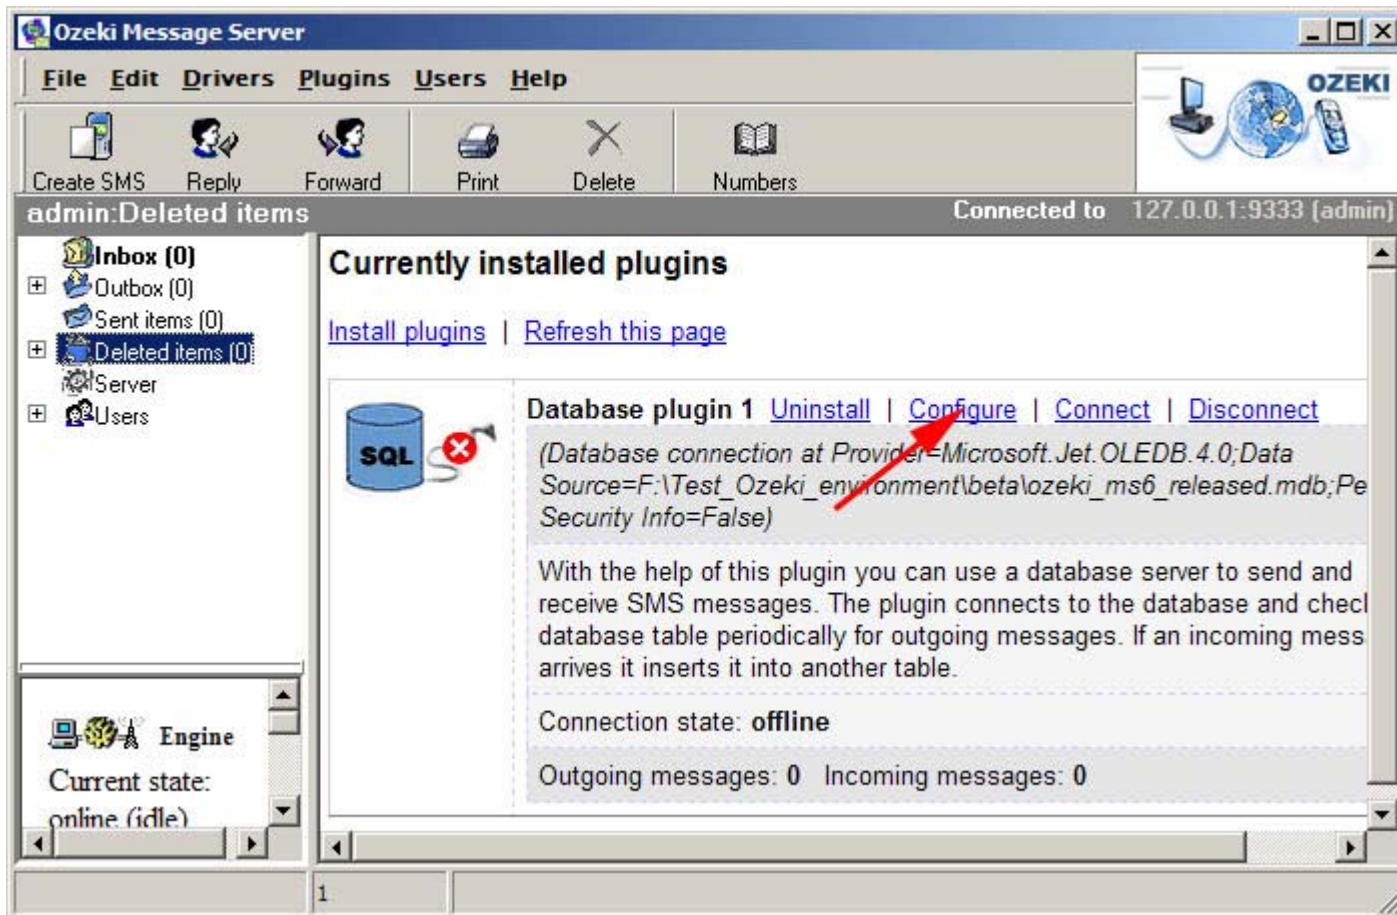 Ozeki Message Server
File Edit Drivers Plugins Users Help
OZEKI
Create SMS Reply Forward Print Delete Numbers
admin:Deleted items Connected to 127.0.0.1:9333 (admin)
Inbox (0)
Outbox (0)
Sent items (0)
Deleted items (0)
Server
Users
Engine
Current state:
online (idle)
Currently installed plugins
Install plugins | Refresh this page
SQL
Database plugin 1 Uninstall | Configure | Connect | Disconnect
(Database connection at Provider=Microsoft.Jet.OLEDB.4.0;Data
Source=F:\Test_Ozeki_environment\beta\ozeki_ms6_released.mdb;Pe
Security Info=False)
With the help of this plugin you can use a database server to send and
receive SMS messages. The plugin connects to the database and checl
database table periodically for outgoing messages. If an incoming mess
arrives it inserts it into another table.
Connection state: offline
Outgoing messages: 0 Incoming messages: 0
1